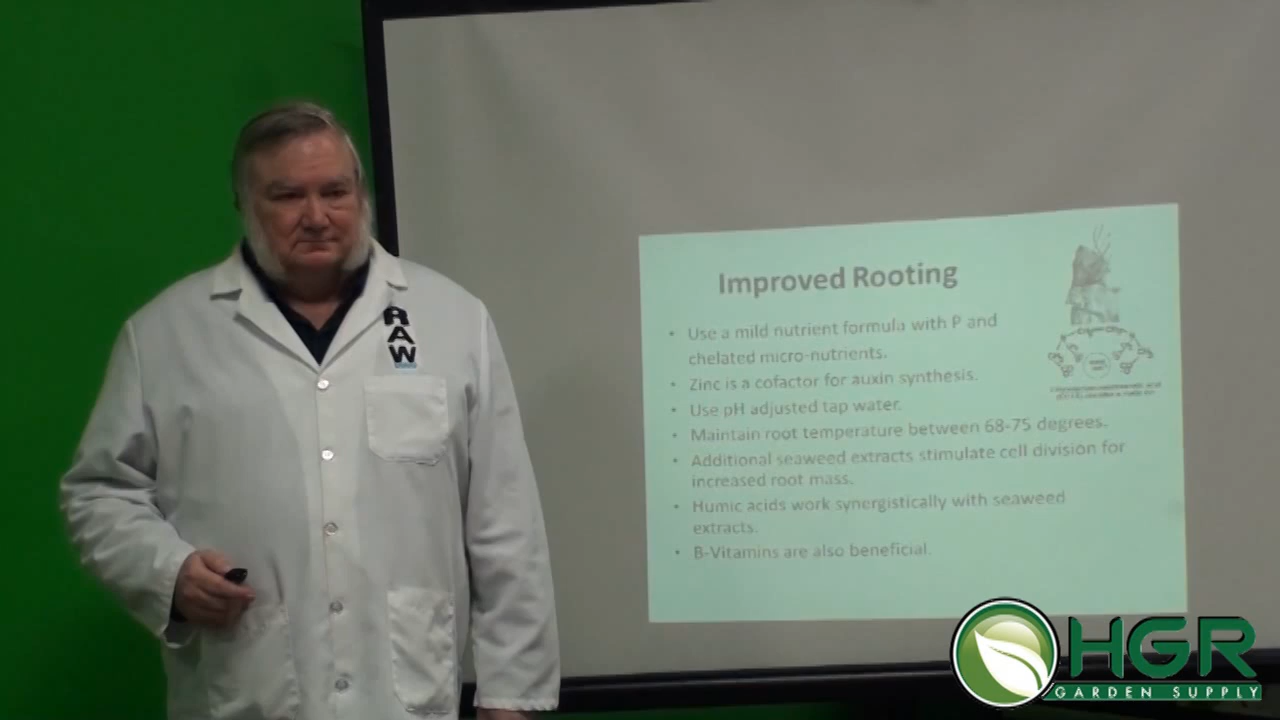 RAW
Improved Rooting
• Use a mild nutrient formula with P and
chelated micro-nutrients.
• Zinc is a cofactor for auxin synthesis.
• Use pH adjusted tap water.
• Maintain root temperature between 68-75 degrees.
• Additional seaweed extracts stimulate cell division for
increased root mass.
• Humic acids work synergistically with seaweed
extracts.
• B-Vitamins are also beneficial.
HGR
GARDEN SUPPLY